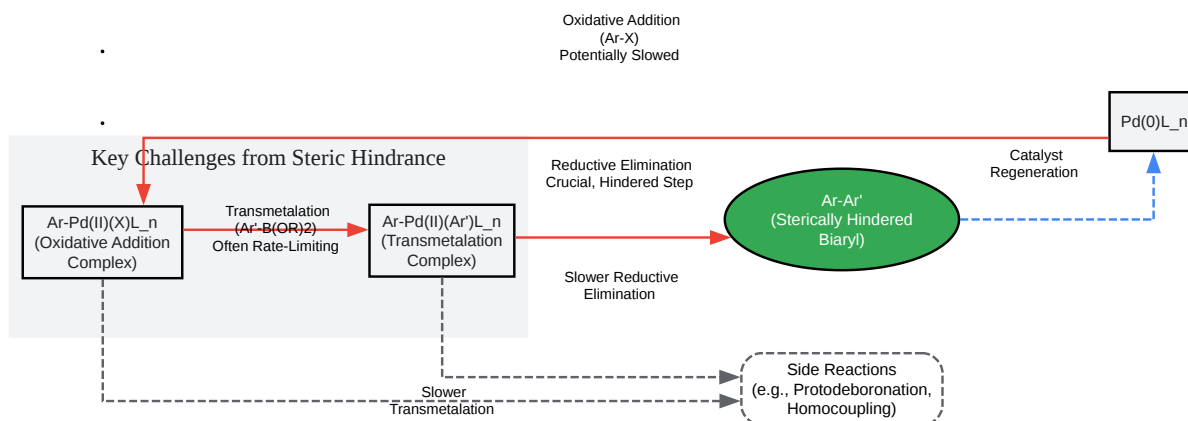 Oxidative Addition
(Ar-X)
Potentially Slowed
Pd(0)L_n
Key Challenges from Steric Hindrance
Reductive Elimination
Crucial, Hindered Step
Catalyst
Regeneration
Ar-Pd(II)(X)L_n
(Oxidative Addition
Complex)
Transmetalation
(Ar'-B(OR)2)
Often Rate-Limiting
Ar-Pd(II)(Ar')L_n
(Transmetalation
Complex)
Ar-Ar'
(Sterically Hindered
Biaryl)
Slower Reductive
Elimination
Slower
Transmetalation
Side Reactions
(e.g., Protodeboronation,
Homocoupling)